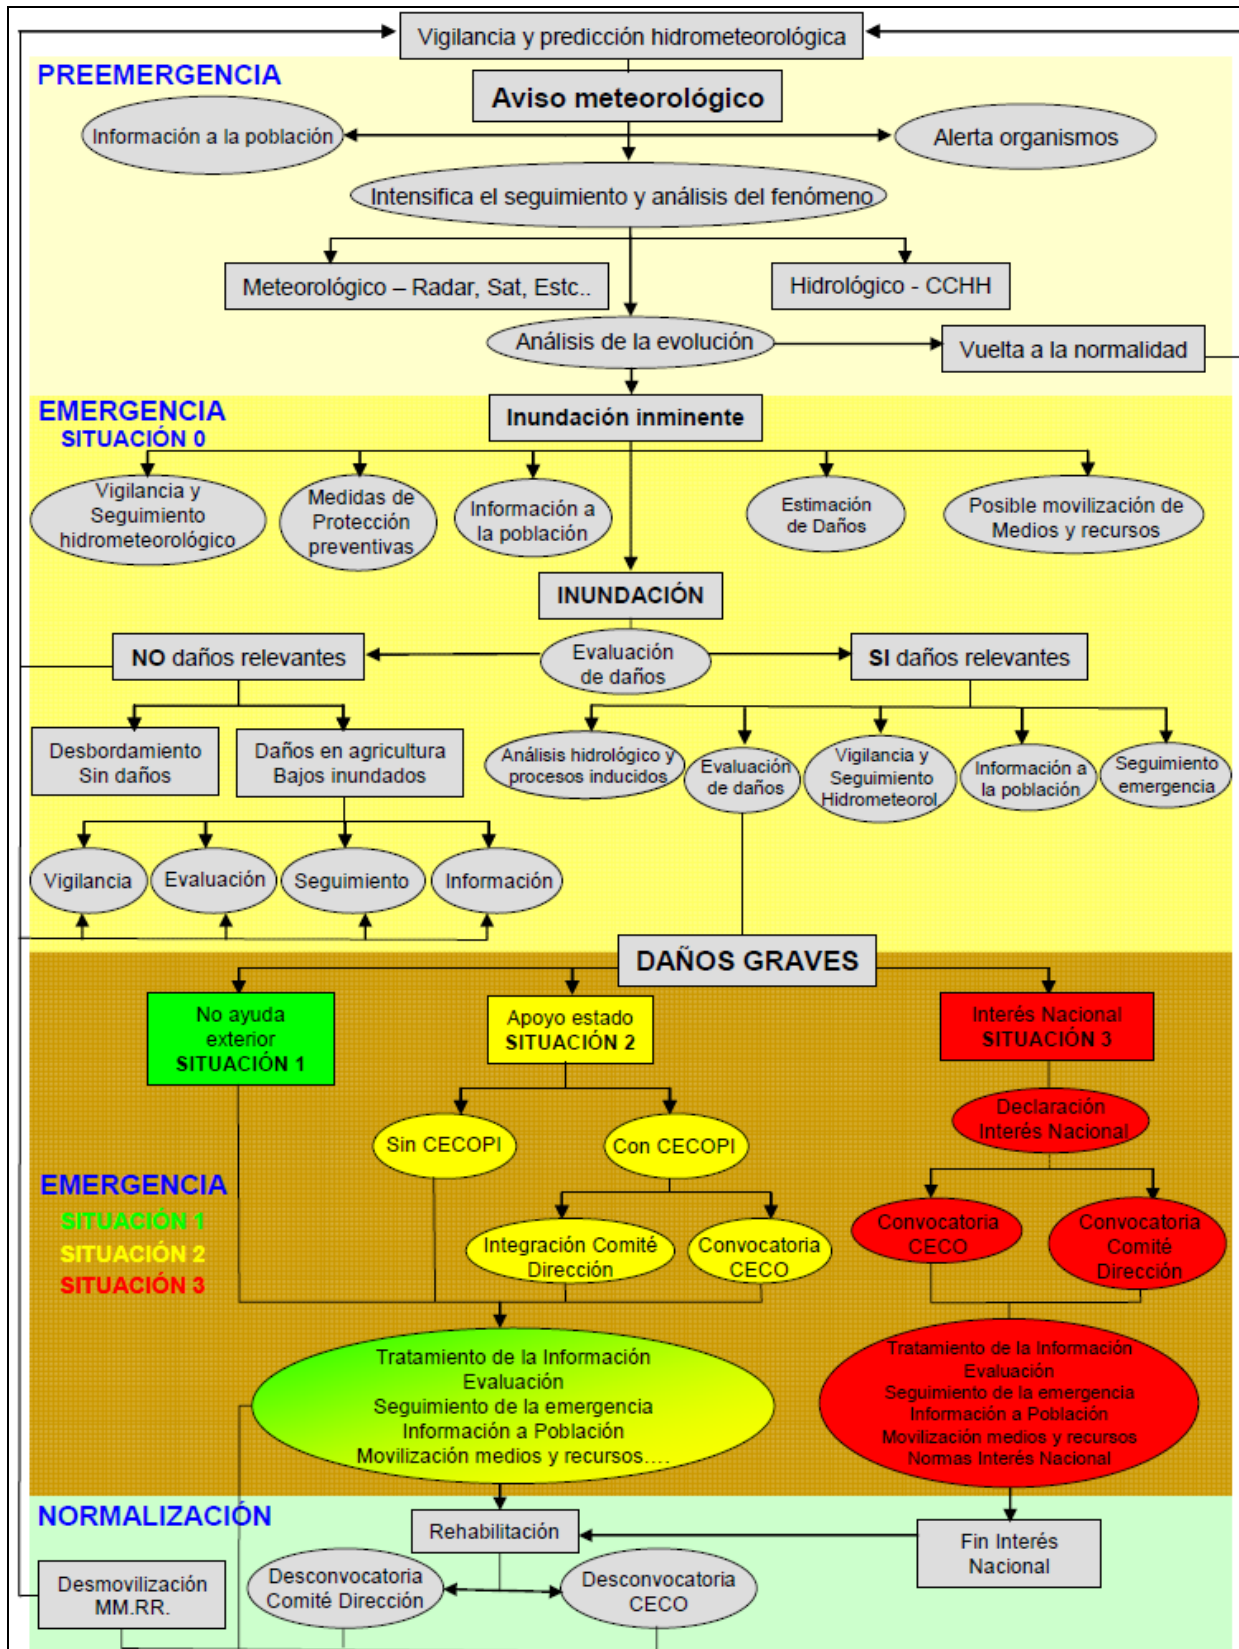 Vigilancia y predicción hidrometeorológica
PREEMERGENCIA
Aviso meteorológico
Información a la población
Alerta organismos
Intensifica el seguimiento y análisis del fenómeno
Meteorológico – Radar, Sat, Estc..
Hidrológico - CCHH
Análisis de la evolución
Vuelta a la normalidad
EMERGENCIA
SITUACIÓN 0
Inundación inminente
Vigilancia y
Seguimiento
hidrometeorológico
Medidas de
Protección
preventivas
Información a
la población
Estimación
de Daños
Posible movilización de
Medios y recursos
INUNDACIÓN
Evaluación
de daños
NO daños relevantes
SI daños relevantes
Desbordamiento
Sin daños
Daños en agricultura
Bajos inundados
Análisis hidrológico y
procesos inducidos
Evaluación
de daños
Vigilancia y
Seguimiento
Hidrometeorol
Información a
la población
Seguimiento
emergencia
Vigilancia
Evaluación
Seguimiento
Información
DAÑOS GRAVES
No ayuda
exterior
SITUACIÓN 1
Apoyo estado
SITUACIÓN 2
Interés Nacional
SITUACIÓN 3
Declaración
Interés Nacional
Sin CECOPI
Con CECOPI
EMERGENCIA
SITUACIÓN 1
SITUACIÓN 2
SITUACIÓN 3
Integración Comité
Dirección
Convocatoria
CECO
Convocatoria
CECO
Convocatoria
Comité
Dirección
Tratamiento de la Información
Evaluación
Seguimiento de la emergencia
Información a Población
Movilización medios y recursos….
Tratamiento de la Información
Evaluación
Seguimiento de la emergencia
Información a Población
Movilización medios y recursos
Normas Interés Nacional
NORMALIZACIÓN
Rehabilitación
Fin Interés
Nacional
Desmovilización
MM.RR.
Desconvocatoria
Comité Dirección
Desconvocatoria
CECO